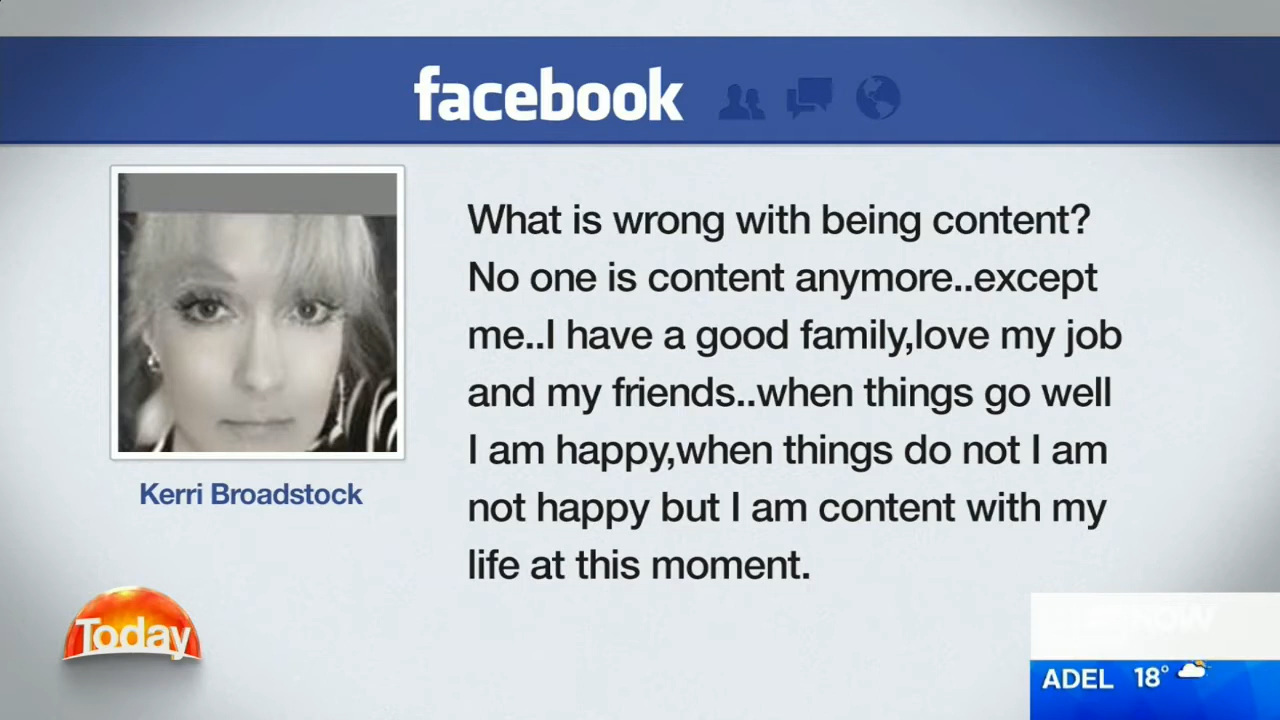 facebook
What is wrong with being content?
No one is content anymore..except
me..I have a good family,love my job
and my friends..when things go well
I am happy,when things do not I am
not happy but I am content with my
life at this moment.
Kerri Broadstock
Today
NOW
ADEL 18°